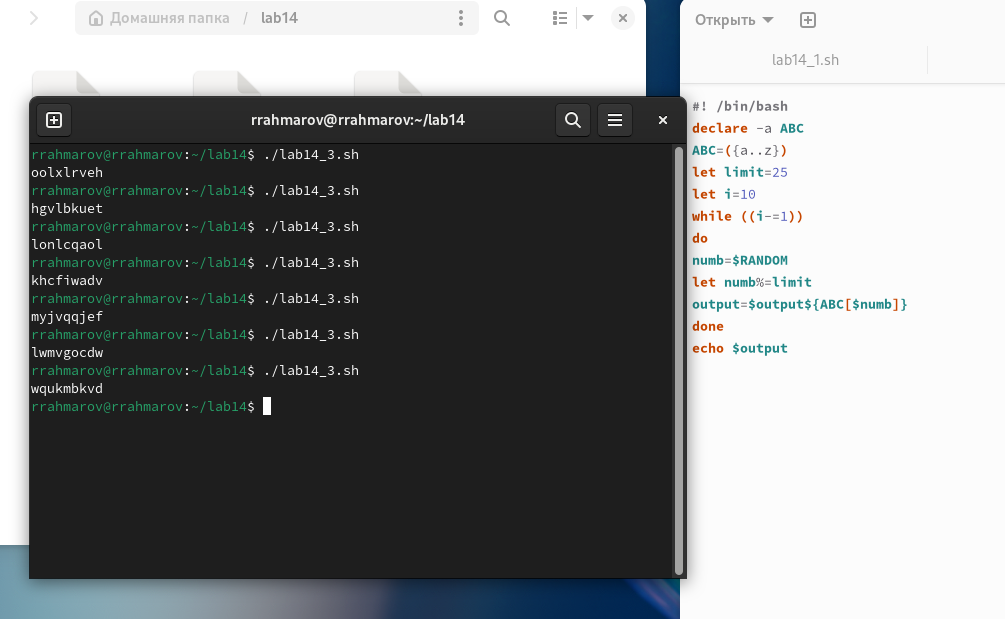 Домашняя папка / lab14
rrahmarov@rrahmarov:~/lab14
rrahmarov@rrahmarov:~/lab14$ ./lab14_3.sh
oolxlrveh
rrahmarov@rrahmarov:~/lab14$ ./lab14_3.sh
hgvlbkuet
rrahmarov@rrahmarov:~/lab14$ ./lab14_3.sh
lonlcqaol
rrahmarov@rrahmarov:~/lab14$ ./lab14_3.sh
khcfiwadv
rrahmarov@rrahmarov:~/lab14$ ./lab14_3.sh
myjvqqjef
rrahmarov@rrahmarov:~/lab14$ ./lab14_3.sh
lwmvgocdw
rrahmarov@rrahmarov:~/lab14$ ./lab14_3.sh
wqukmbkvd
rrahmarov@rrahmarov:~/lab14$
Открыть
lab14_1.sh
#! /bin/bash
declare -a ABC
ABC=({a..z})
let limit=25
let i=10
while ((i-=1))
do
numb=$RANDOM
let numb%=limit
output=$output${ABC[$numb]}
done
echo $output